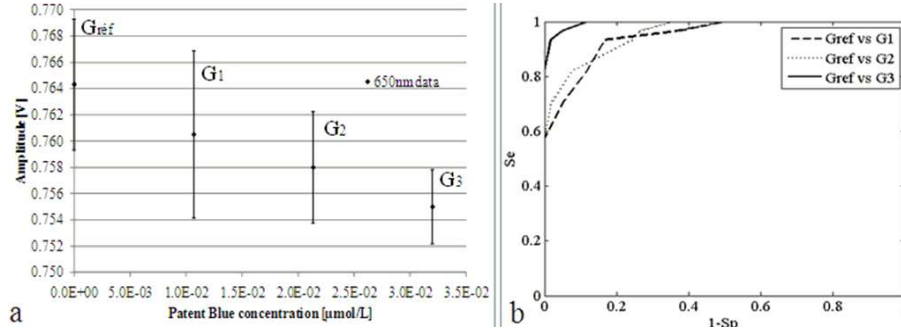 0.770
0.768
0.766
0.764
0.762
0.760
0.758
0.756
0.754
0.752
0.750
Amplitude [V]
Gréf
G1
G2
G3
650nm data
0.0E+00 5.0E-03 1.0E-02 1.5E-02 2.0E-02 2.5E-02 3.0E-02 3.5E-02
Patent Blue concentration [µmol/L]
a
1
0.8
0.6
0.4
0.2
0
Se
Gref vs G1
Gref vs G2
Gref vs G3
0 0.2 0.4 0.6 0.8
1-Sp
b